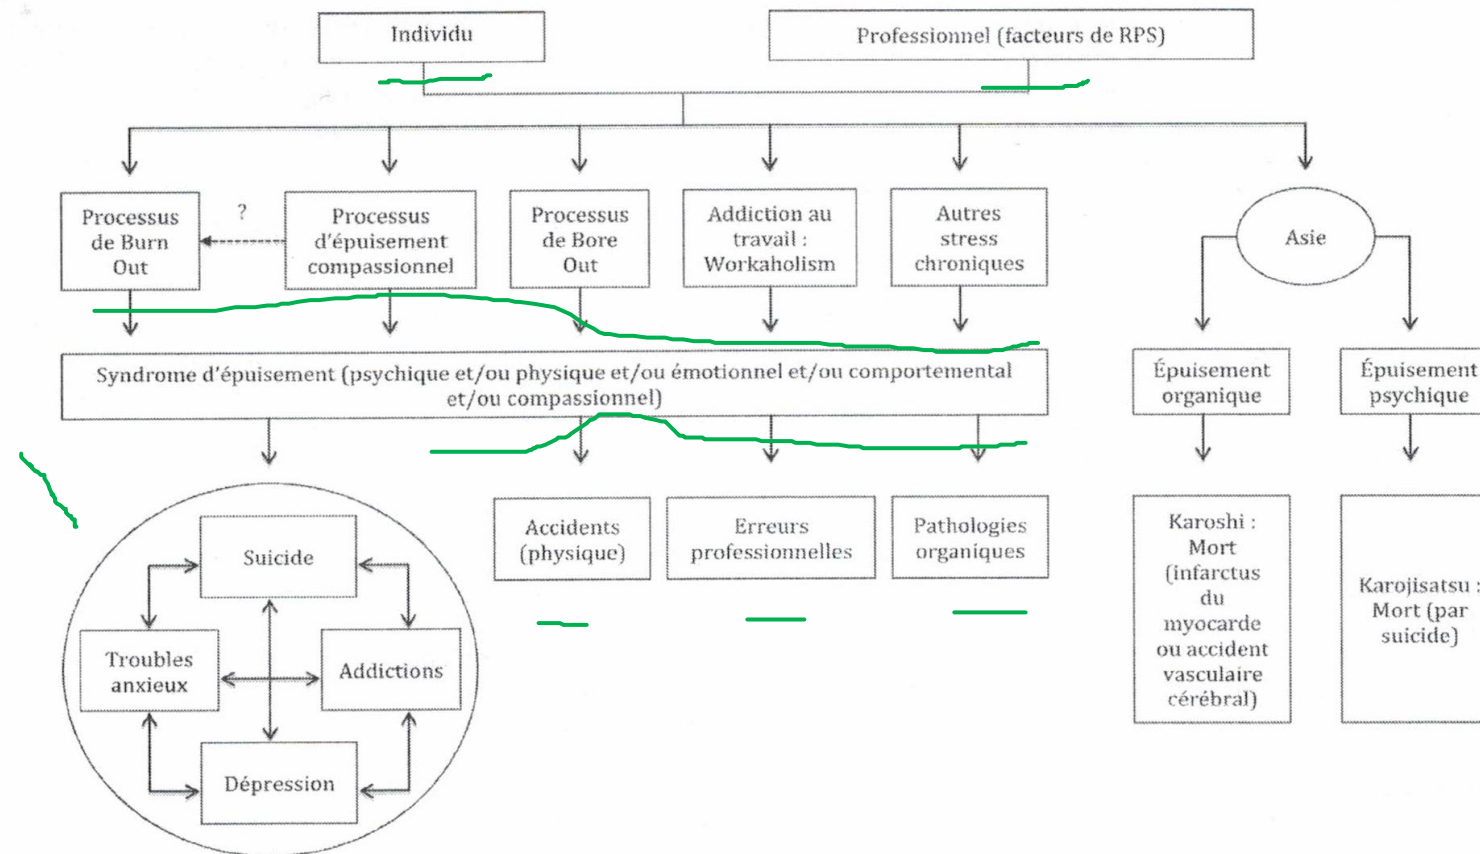 Individu
Professionnel (facteurs de RPS)
Processus
de Burn
Out
?
Processus
d'épuisement
compassionnel
Processus
de Bore
Out
Addiction au
travail :
Workaholism
Autres
stress
chroniques
Asie
Syndrome d'épuisement (psychique et/ou physique et/ou émotionnel et/ou comportemental
et/ou compassionnel)
Épuisement
organique
Épuisement
psychique
Suicide
Troubles
anxieux
Addictions
Dépression
Accidents
(physique)
Erreurs
professionnelles
Pathologies
organiques
Karoshi :
Mort
(infarctus
du
myocarde
ou accident
vasculaire
cérébral)
Karojisatsu :
Mort (par
suicide)